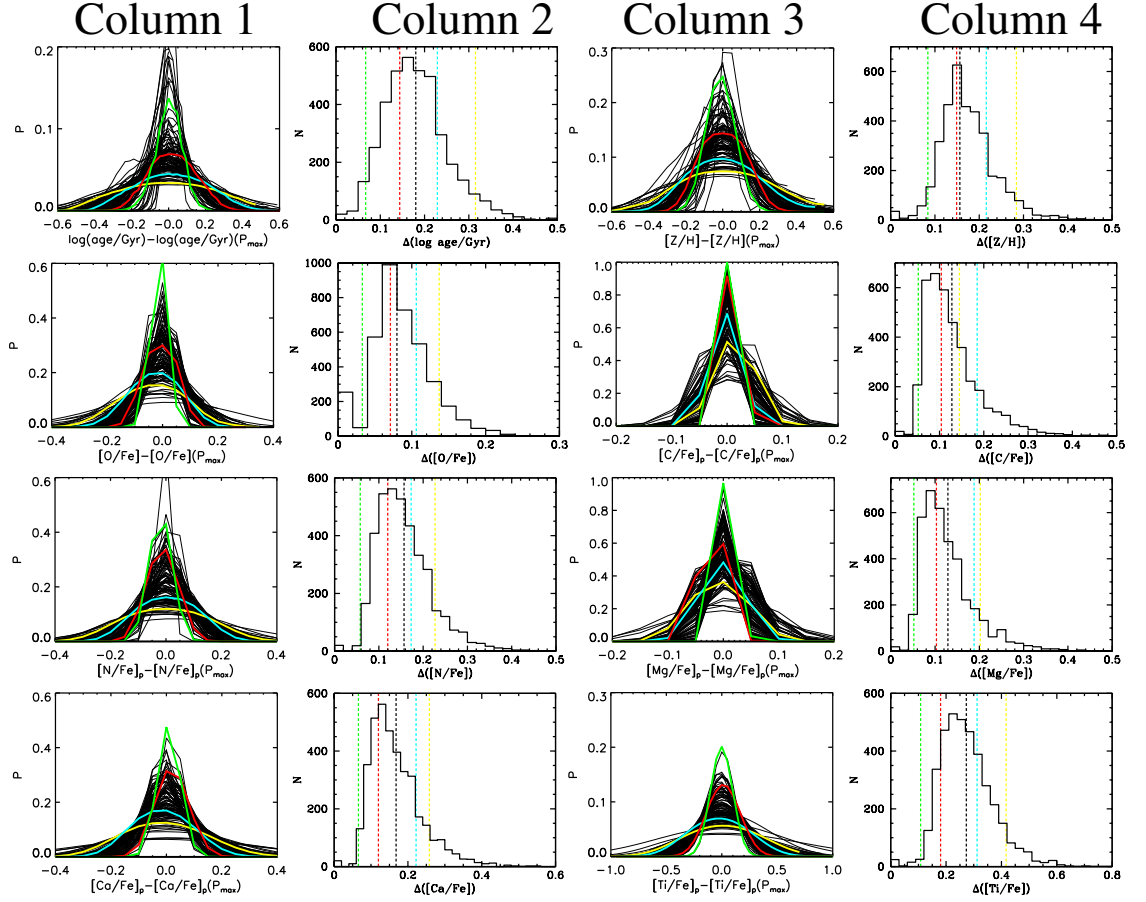 Column 1 Column 2 Column 3 Column 4
0.2
0.1
0.0
P
−0.6 −0.4 −0.2 −0.0 0.2 0.4 0.6
log(age/Gyr)−log(age/Gyr)(Pmax)
600
400
200
0
N
0.0 0.1 0.2 0.3 0.4 0.5
Δ(log age/Gyr)
0.3
0.2
0.1
0.0
P
−0.6 −0.4 −0.2 −0.0 0.2 0.4 0.6
[Z/H]−[Z/H](Pmax)
600
400
200
0
N
0.0 0.1 0.2 0.3 0.4 0.5
Δ([Z/H])
0.6
0.4
0.2
0.0
P
−0.4 −0.2 0.0 0.2 0.4
[O/Fe]−[O/Fe](Pmax)
1000
800
600
400
200
0
N
0.0 0.1 0.2 0.3
Δ([O/Fe])
1.0
0.8
0.6
0.4
0.2
0.0
P
−0.2 −0.1 0.0 0.1 0.2
[C/Fe]p−[C/Fe]p(Pmax)
600
400
200
0
N
0.0 0.1 0.2 0.3 0.4 0.5
Δ([C/Fe])
0.6
0.4
0.2
0.0
P
−0.4 −0.2 0.0 0.2 0.4
[N/Fe]p−[N/Fe]p(Pmax)
600
400
200
0
N
0.0 0.1 0.2 0.3 0.4 0.5
Δ([N/Fe])
1.0
0.8
0.6
0.4
0.2
0.0
P
−0.2 −0.1 0.0 0.1 0.2
[Mg/Fe]p−[Mg/Fe]p(Pmax)
600
400
200
0
N
0.0 0.1 0.2 0.3 0.4 0.5
Δ([Mg/Fe])
0.6
0.4
0.2
0.0
P
−0.4 −0.2 0.0 0.2 0.4
[Ca/Fe]p−[Ca/Fe]p(Pmax)
600
400
200
0
N
0.0 0.2 0.4 0.6
Δ([Ca/Fe])
0.3
0.2
0.1
0.0
P
−1.0 −0.5 0.0 0.5 1.0
[Ti/Fe]p−[Ti/Fe]p(Pmax)
600
400
200
0
N
0.0 0.2 0.4 0.6 0.8
Δ([Ti/Fe])